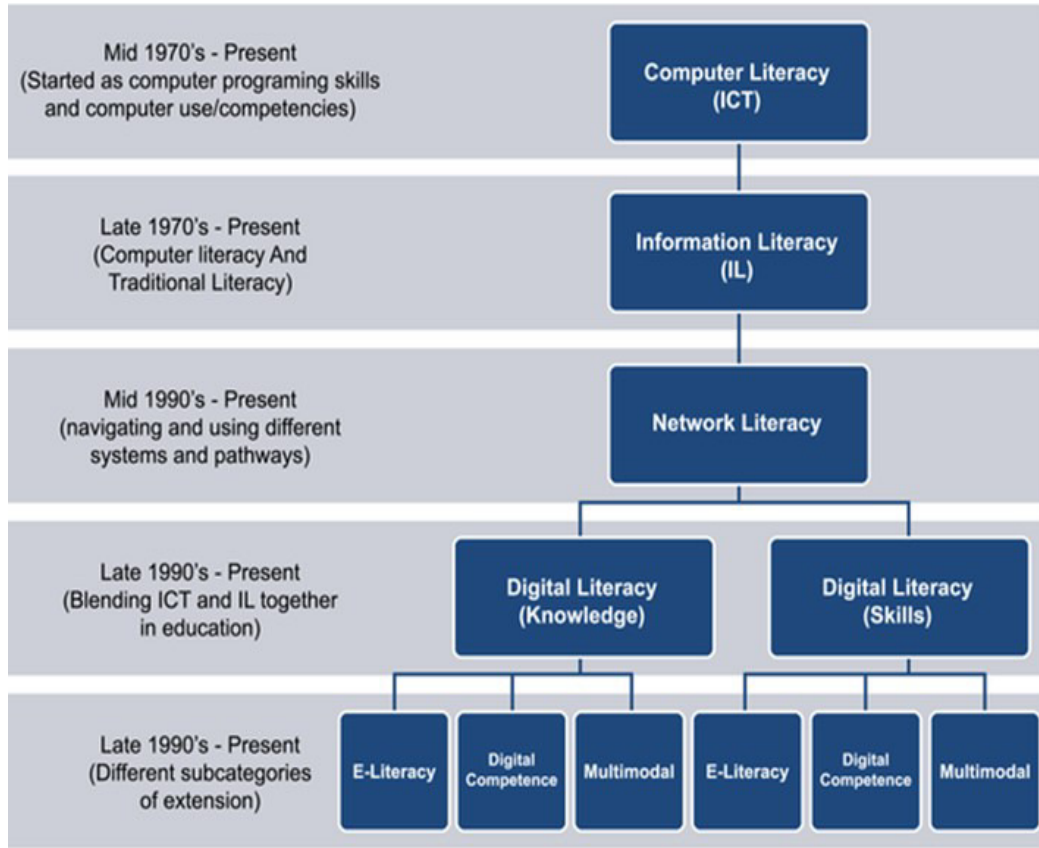 Mid 1970's - Present
(Started as computer programing skills
and computer use/competencies)
Computer Literacy
(ICT)
Late 1970's - Present
(Computer literacy And
Traditional Literacy)
Information Literacy
(IL)
Mid 1990's - Present
(navigating and using different
systems and pathways)
Network Literacy
Late 1990's - Present
(Blending ICT and IL together
in education)
Digital Literacy
(Knowledge)
Digital Literacy
(Skills)
Late 1990's - Present
(Different subcategories
of extension)
E-Literacy
Digital
Competence
Multimodal
E-Literacy
Digital
Competence
Multimodal